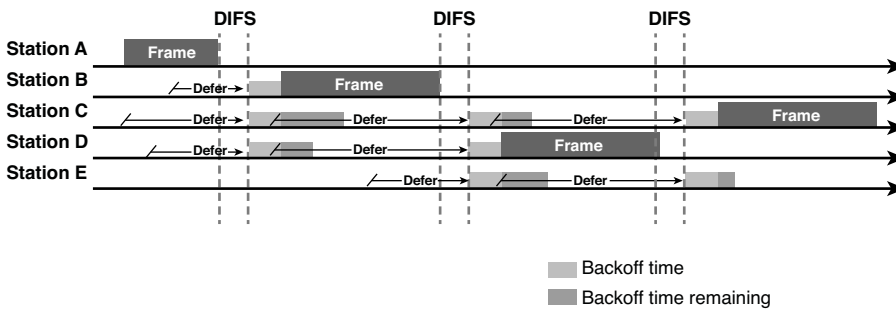 DIFS DIFS DIFS
Station A Frame
Station B Defer Frame
Station C Defer Defer Defer Frame
Station D Defer Defer Frame
Station E Defer Defer
Backoff time
Backoff time remaining